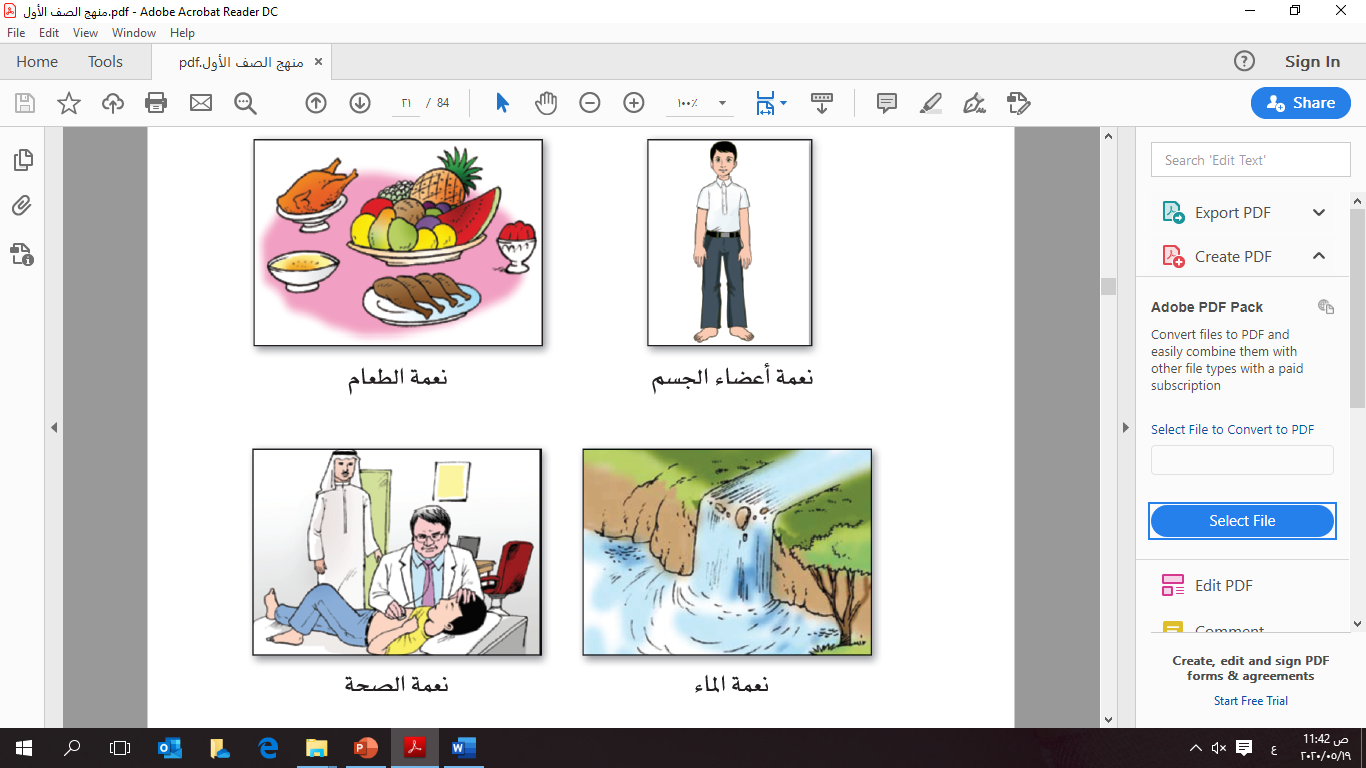 منهج الصف الأول.pdf - Adobe Acrobat Reader DC
File Edit View Window Help
Home Tools منهج الصف الأول.pdf Sign In
٢١ / 84 ١٠٠٪ Share
نعمة أعضاء الجسم نعمة الطعام
نعمة الماء نعمة الصحة
Search 'Edit Text'
Export PDF
Create PDF
Adobe PDF Pack
Convert files to PDF and
easily combine them with
other file types with a paid
subscription
Select File to Convert to PDF
Select File
Edit PDF
Comment
Create, edit and sign PDF
forms & agreements
Start Free Trial
ع
11:42 ص
٢٠٢٠/٠٥/١٩